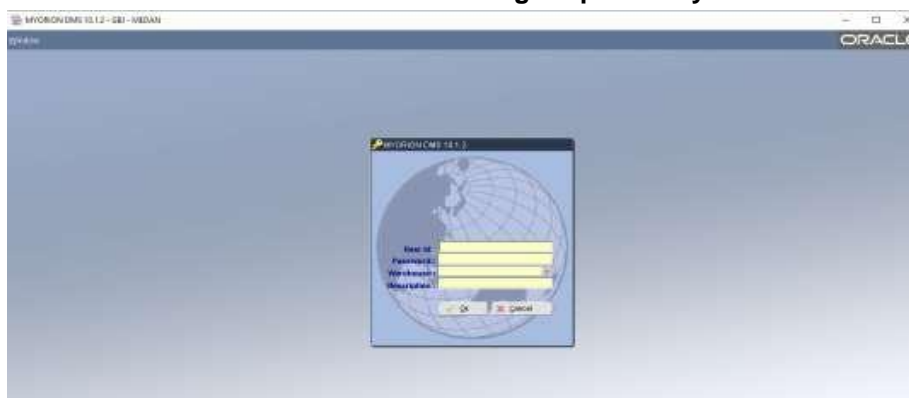 MYORION DMS 10.1.2 - GBI - MEDAN
Window
ORACLE
MYORION DMS 10.1.2
User Id :
Password :
Warehouse :
Description :
Ok
Cancel